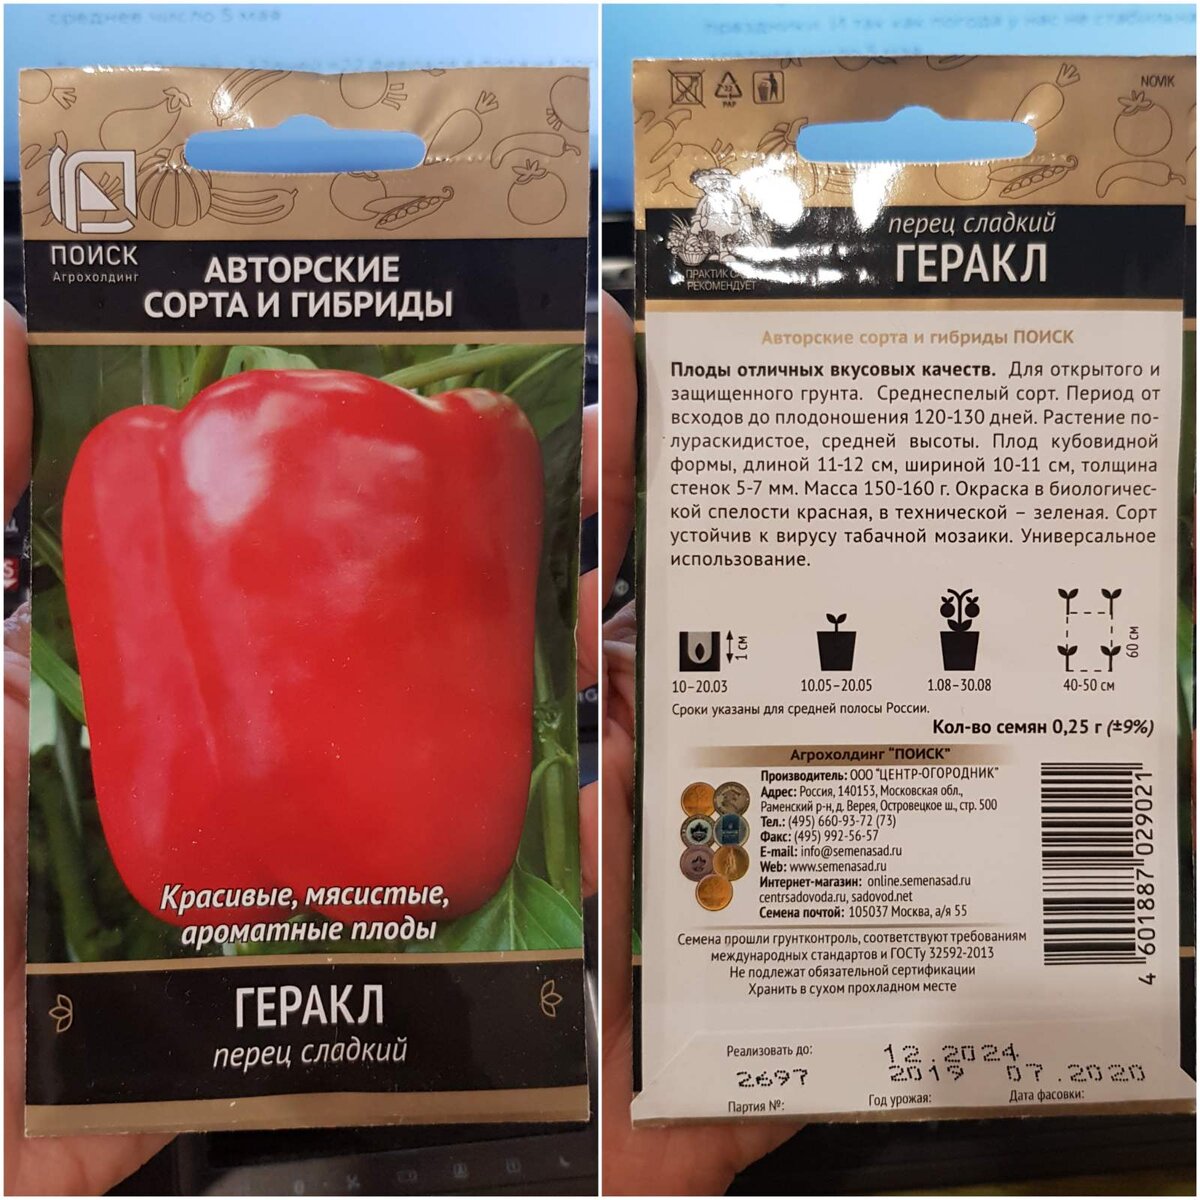 среднее число 5 мая
ПОИСК
Агрохолдинг
АВТОРСКИЕ
СОРТА И ГИБРИДЫ
Красивые, мясистые,
ароматные плоды
ГЕРАКЛ
перец сладкий
22
PAP
NOVIK
ПРАКТИК
РЕКОМЕНДУЕТ
перец сладкий
ГЕРАКЛ
Авторские сорта и гибриды ПОИСК
Плоды отличных вкусовых качеств. Для открытого и
защищенного грунта. Среднеспелый сорт. Период от
всходов до плодоношения 120-130 дней. Растение по-
лураскидистое, средней высоты. Плод кубовидной
формы, длиной 11-12 см, шириной 10-11 см, толщина
стенок 5-7 мм. Масса 150-160 г. Окраска в биологичес-
кой спелости красная, в технической – зеленая. Сорт
устойчив к вирусу табачной мозаики. Универсальное
использование.
1 см
60 см
10–20.03 10.05–20.05 1.08–30.08 40-50 см
Сроки указаны для средней полосы России.
Кол-во семян 0,25 г (±9%)
Агрохолдинг "ПОИСК"
Производитель: ООО "ЦЕНТР-ОГОРОДНИК"
Адрес: Россия, 140153, Московская обл.,
Раменский р-н, д. Верея, Островецкое ш., стр. 500
Тел.: (495) 660-93-72 (73)
Факс: (495) 992-56-57
E-mail: info@semenasad.ru
Web: www.semenasad.ru
Интернет-магазин: online.semenasad.ru
centrsadovoda.ru, sadovod.net
Семена почтой: 105037 Москва, а/я 55
4 601887 029021
Семена прошли грунтконтроль, соответствуют требованиям
международных стандартов и ГОСТу 32592-2013
Не подлежат обязательной сертификации
Хранить в сухом прохладном месте
Реализовать до: 12.2024
2697 2019 07.2020
Партия №: Год урожая: Дата фасовки: